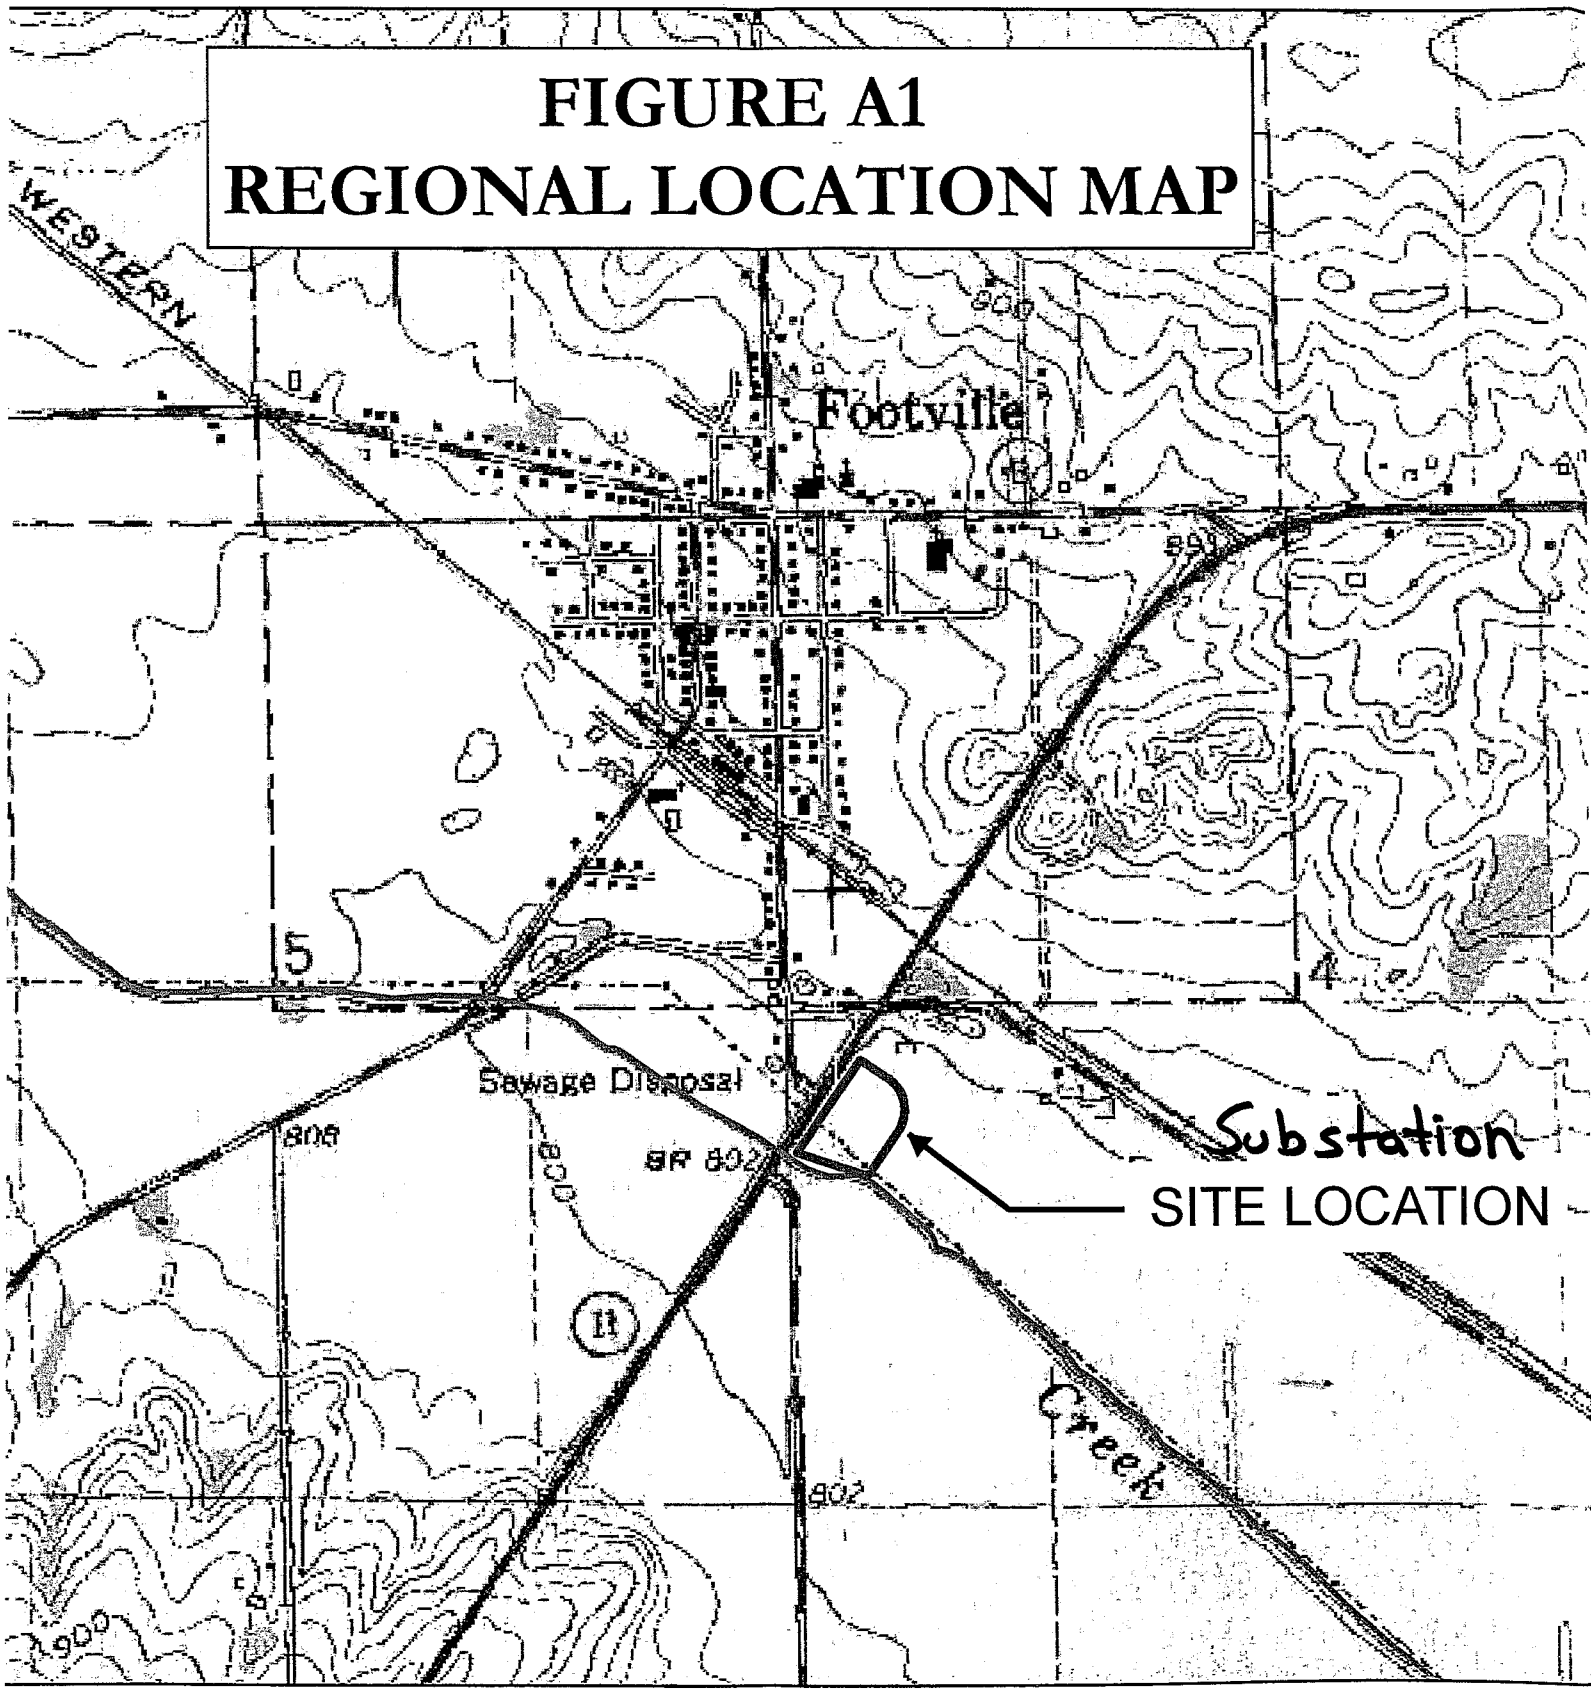 FIGURE A1
REGIONAL LOCATION MAP
WESTERN
900
Footville
5
4
Sewage Disposal
808
800
BR 802
Substation
SITE LOCATION
11
Creek
802
900